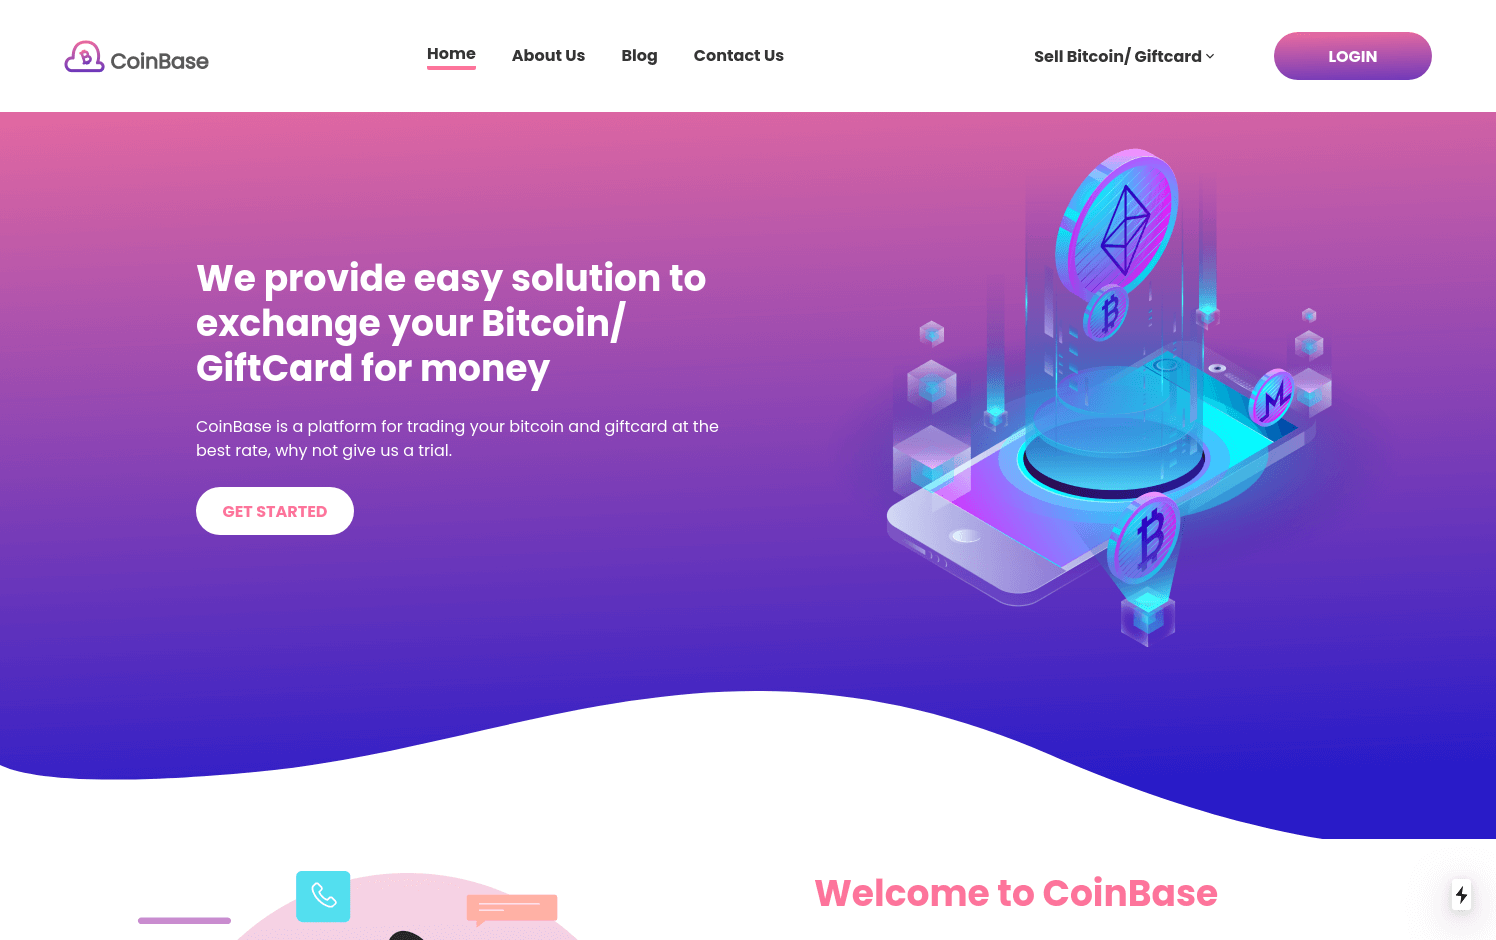 CoinBase
Home
About Us
Blog
Contact Us
Sell Bitcoin/ Giftcard
LOGIN
We provide easy solution to
exchange your Bitcoin/
GiftCard for money
CoinBase is a platform for trading your bitcoin and giftcard at the
best rate, why not give us a trial.
GET STARTED
Welcome to CoinBase